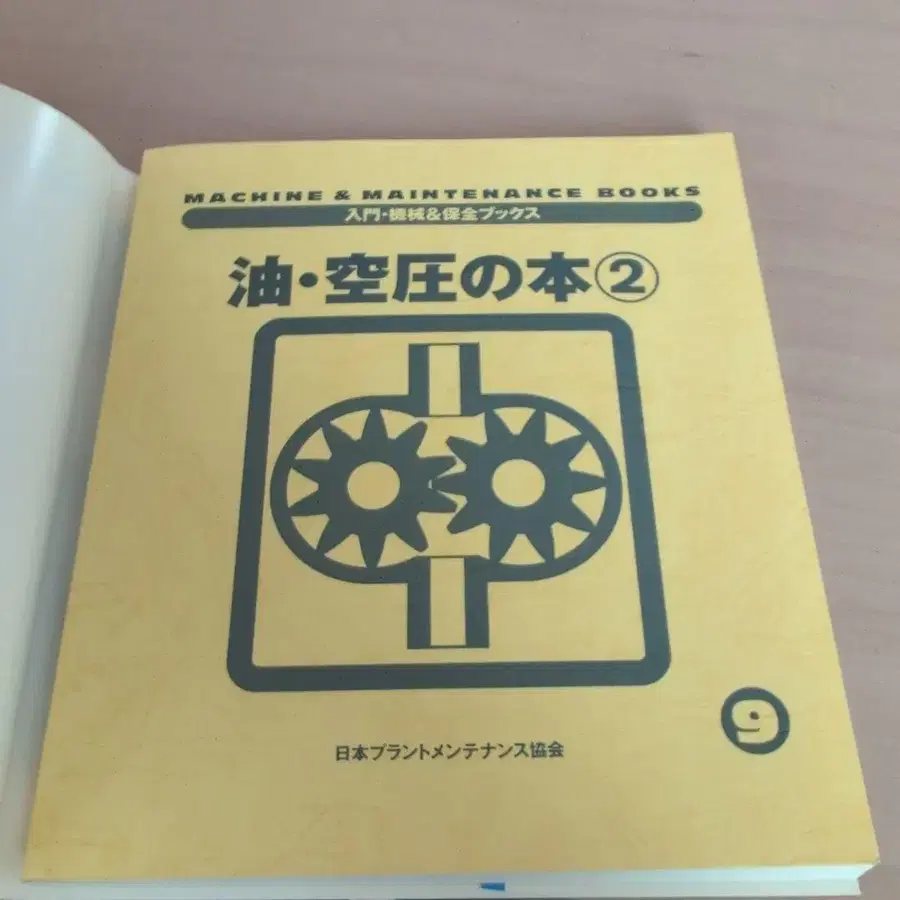 MACHINE & MAINTENANCE BOOKS
入門・機械&保全ブックス
油・空圧の本②
9
日本プラントメンテナンス協会